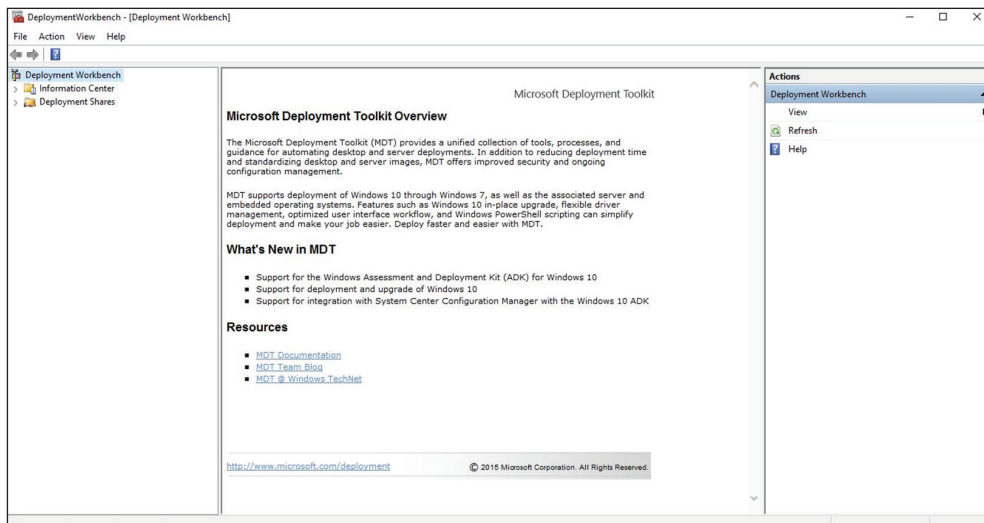 DeploymentWorkbench - [Deployment Workbench]
File Action View Help
Deployment Workbench
Information Center
Deployment Shares
Microsoft Deployment Toolkit
Microsoft Deployment Toolkit Overview
The Microsoft Deployment Toolkit (MDT) provides a unified collection of tools, processes, and
guidance for automating desktop and server deployments. In addition to reducing deployment time
and standardizing desktop and server images, MDT offers improved security and ongoing
configuration management.
MDT supports deployment of Windows 10 through Windows 7, as well as the associated server and
embedded operating systems. Features such as Windows 10 in-place upgrade, flexible driver
management, optimized user interface workflow, and Windows PowerShell scripting can simplify
deployment and make your job easier. Deploy faster and easier with MDT.
What's New in MDT
Support for the Windows Assessment and Deployment Kit (ADK) for Windows 10
Support for deployment and upgrade of Windows 10
Support for integration with System Center Configuration Manager with the Windows 10 ADK
Resources
MDT Documentation
MDT Team Blog
MDT @ Windows TechNet
http://www.microsoft.com/deployment
© 2015 Microsoft Corporation. All Rights Reserved.
Actions
Deployment Workbench
View
Refresh
Help